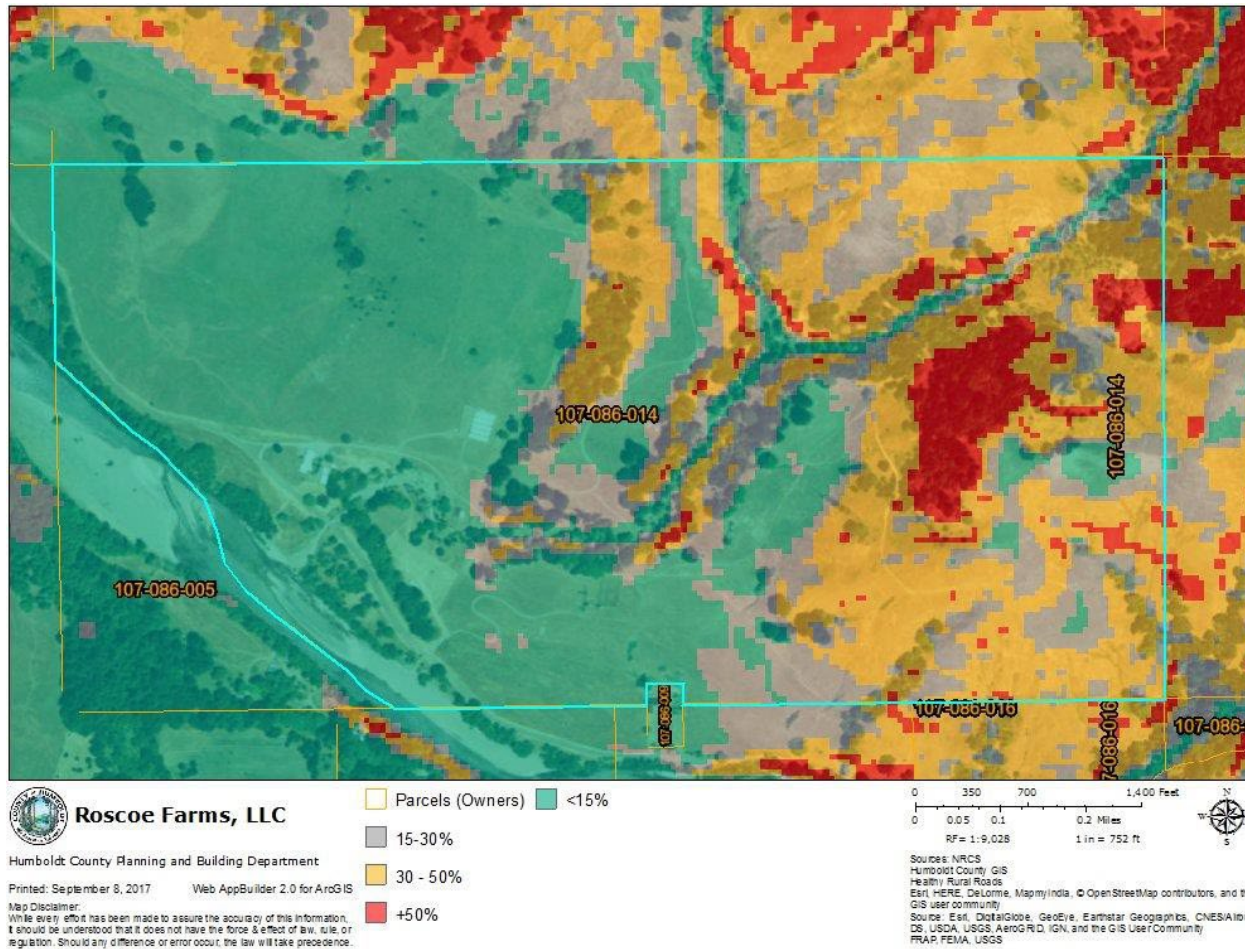 107-086-014
107-086-014
107-086-005
107-086-009
107-086-016
107-086-016
107-086-
Roscoe Farms, LLC
Humboldt County Planning and Building Department
Printed: September 8, 2017 Web AppBuilder 2.0 for ArcGIS
Map Disclaimer:
While every effort has been made to assure the accuracy of this information,
it should be understood that it does not have the force & effect of law, rule, or
regulation. Should any difference or error occur, the law will take precedence.
Parcels (Owners) <15%
15-30%
30 - 50%
+50%
0 350 700 1,400 Feet
0 0.05 0.1 0.2 Miles
RF= 1:9,028 1 in = 752 ft
N
W
S
Sources: NRCS
Humboldt County GIS
Healthy Rural Roads
Esri, HERE, DeLorme, MapmyIndia, © OpenStreetMap contributors, and th
GIS user community
Source: Esri, DigitalGlobe, GeoEye, Earthstar Geographics, CNES/Airb
DS, USDA, USGS, AeroGRID, IGN, and the GIS User Community
FRAP, FEMA, USGS